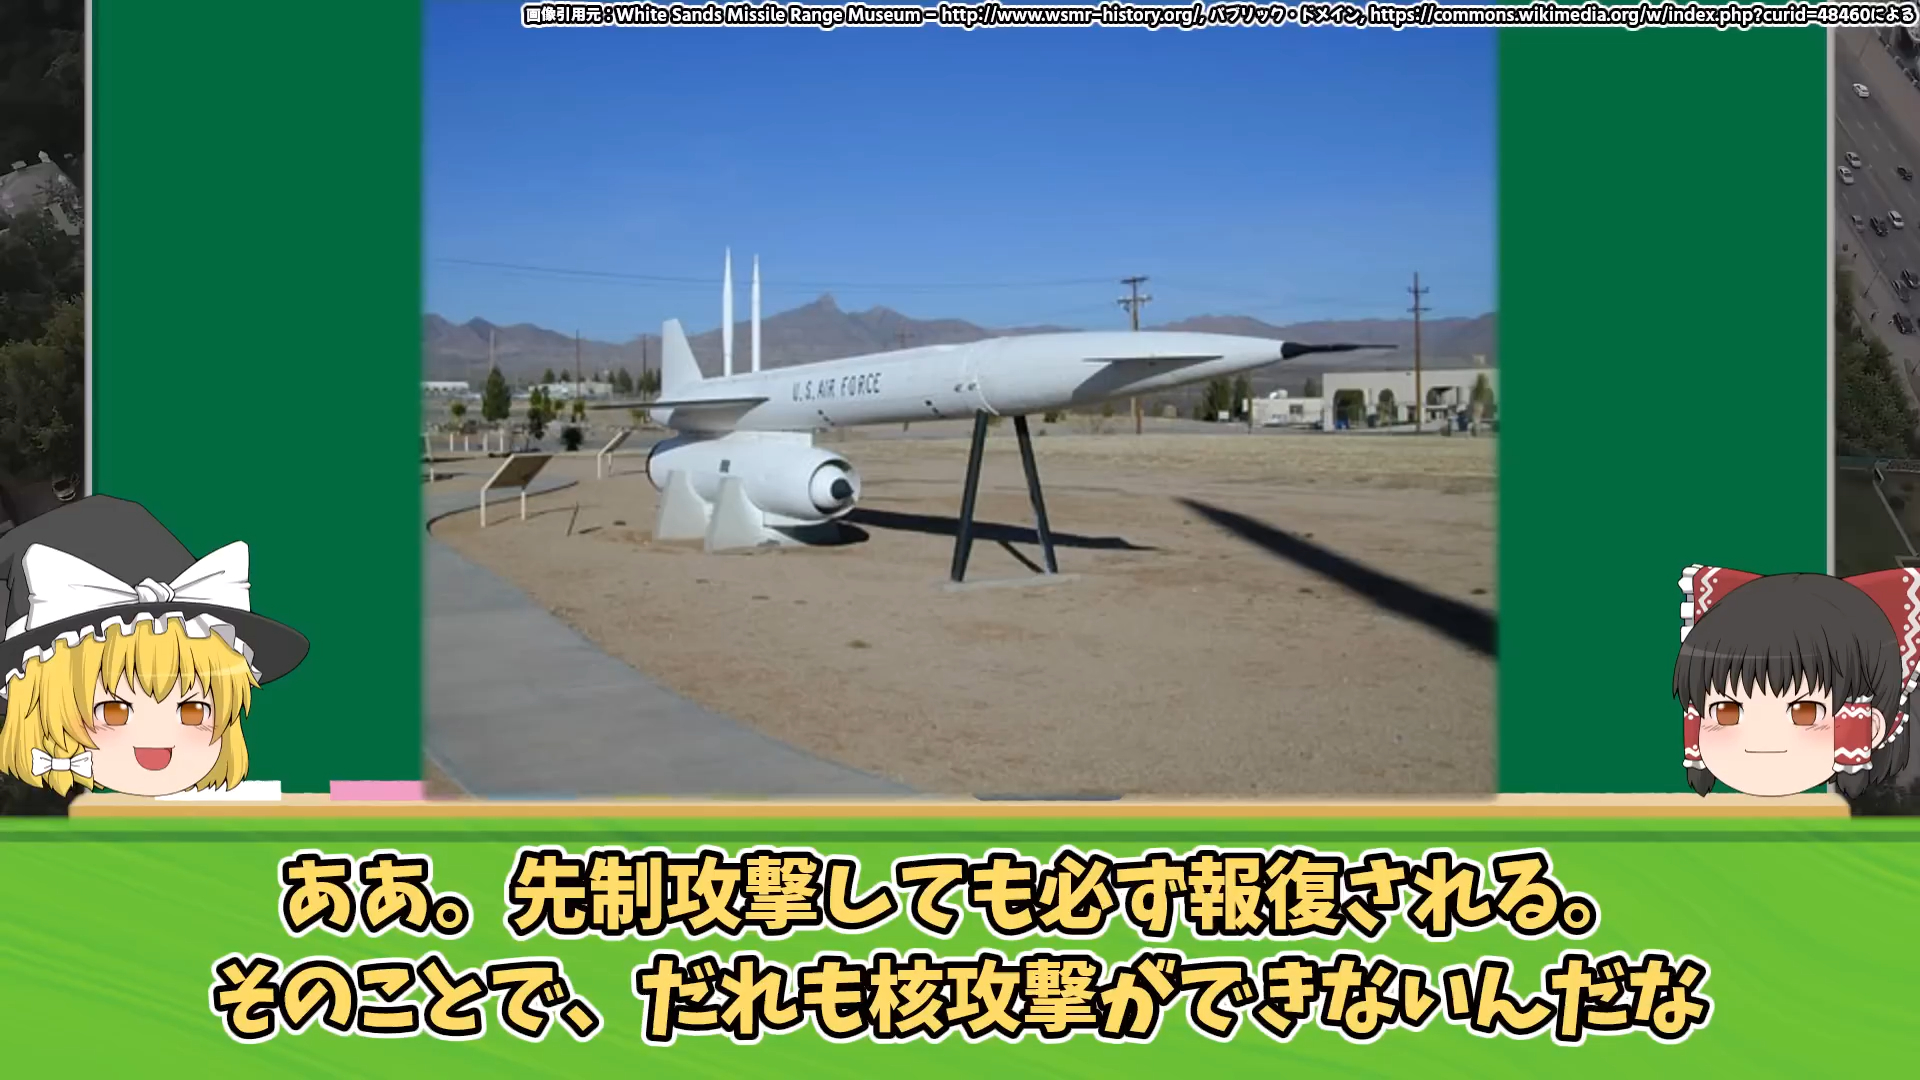 画像引用元：White Sands Missile Range Museum – http://www.wsmr-history.org/, パブリック・ドメイン, https://commons.wikimedia.org/w/index.php?curid=48460による
U.S. AIR FORCE
ああ。先制攻撃しても必ず報復される。
そのことで、だれも核攻撃ができないんだな